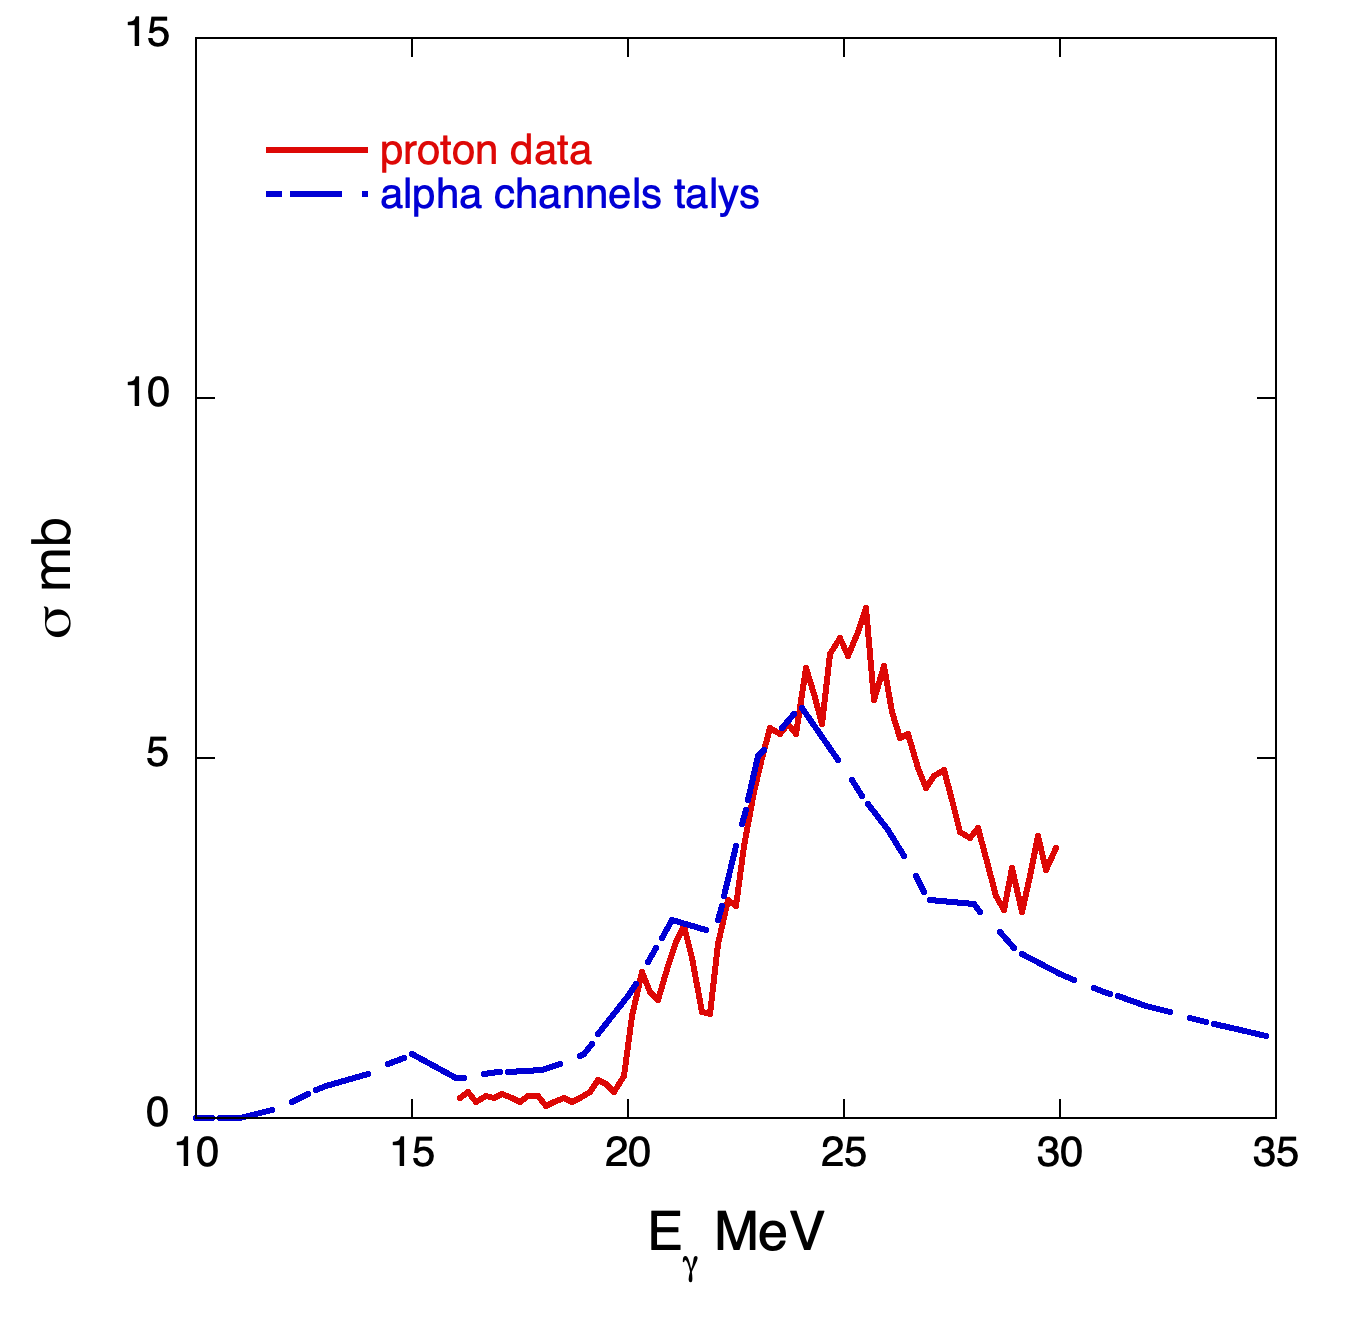 15
proton data
alpha channels talys
10
σ mb
5
0
10 15 20 25 30 35
Eγ MeV